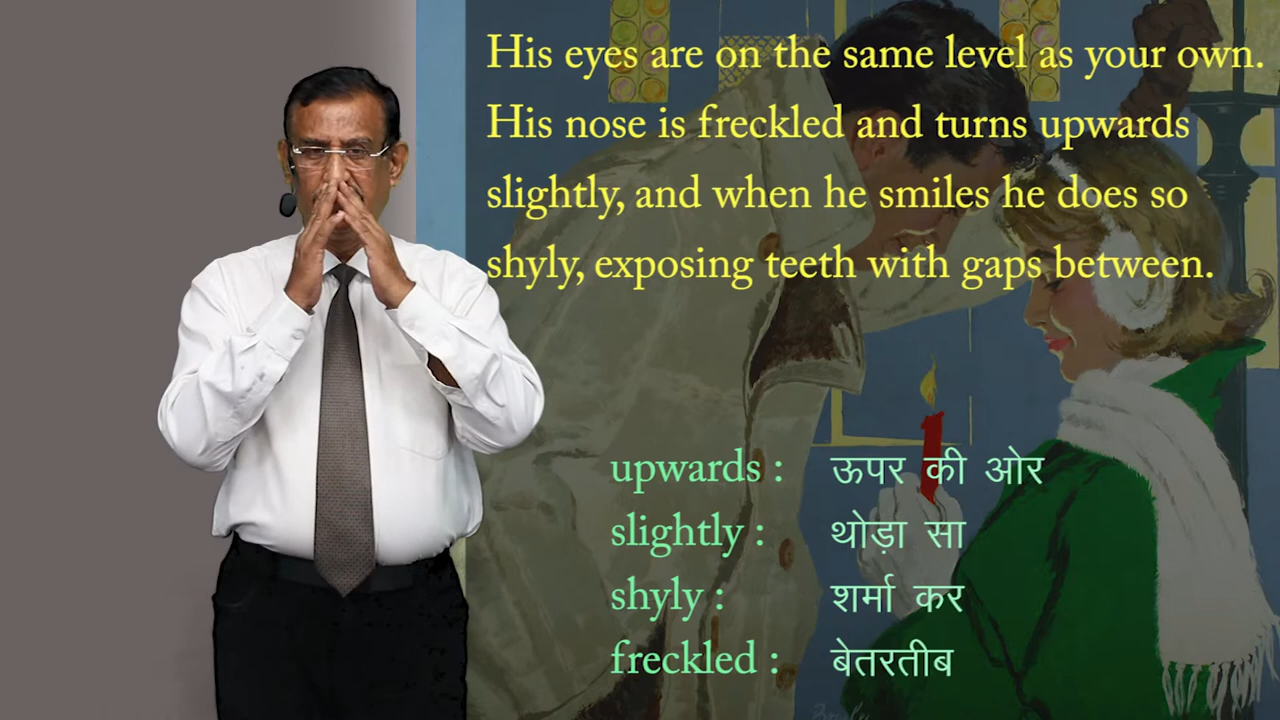 His eyes are on the same level as your own.
His nose is freckled and turns upwards
slightly, and when he smiles he does so
shyly, exposing teeth with gaps between.
upwards : ऊपर की ओर
slightly : थोड़ा सा
shyly : शर्मा कर
freckled : बेतरतीब